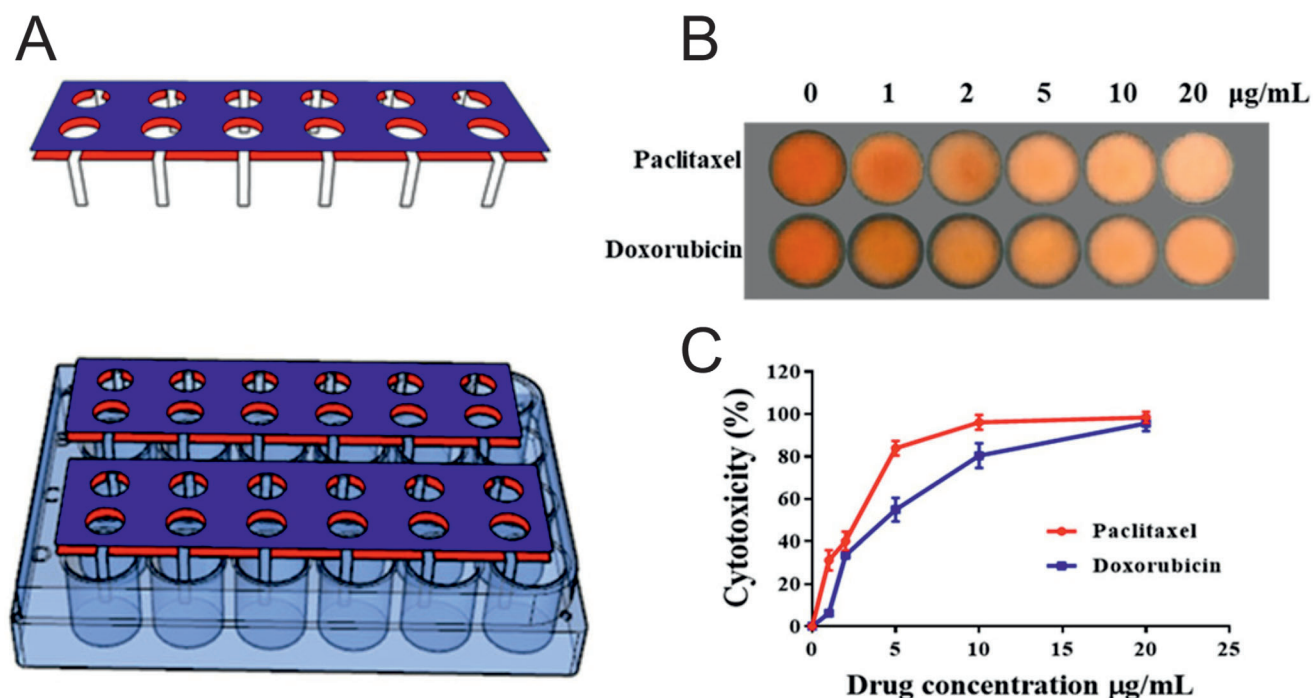 A
B
0 1 2 5 10 20 μg/mL
Paclitaxel
Doxorubicin
C
120
100
80
60
40
20
0
Cytotoxicity (%)
Paclitaxel
Doxorubicin
0 5 10 15 20 25
Drug concentration μg/mL